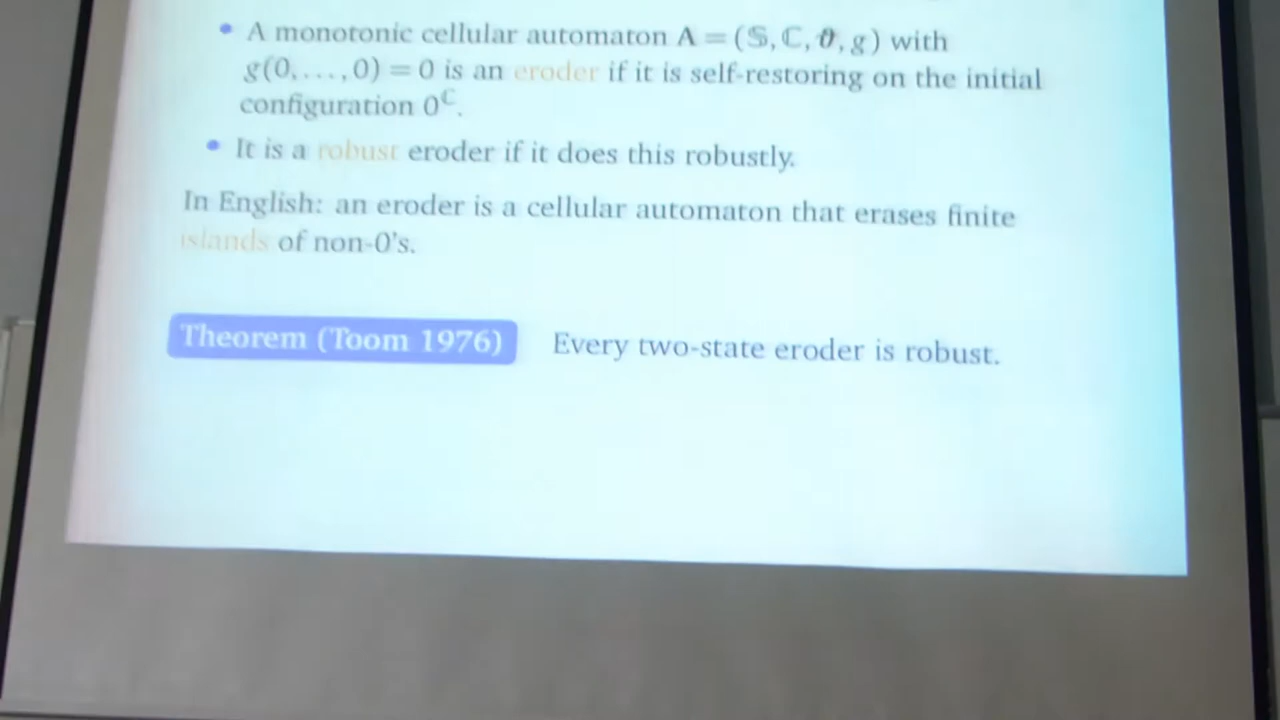 • A monotonic cellular automaton A = (𝕊, ℂ, ϑ, g) with
g(0, ..., 0) = 0 is an eroder if it is self-restoring on the initial
configuration 0^ℂ.
• It is a robust eroder if it does this robustly.
In English: an eroder is a cellular automaton that erases finite
islands of non-0's.
Theorem (Toom 1976) Every two-state eroder is robust.